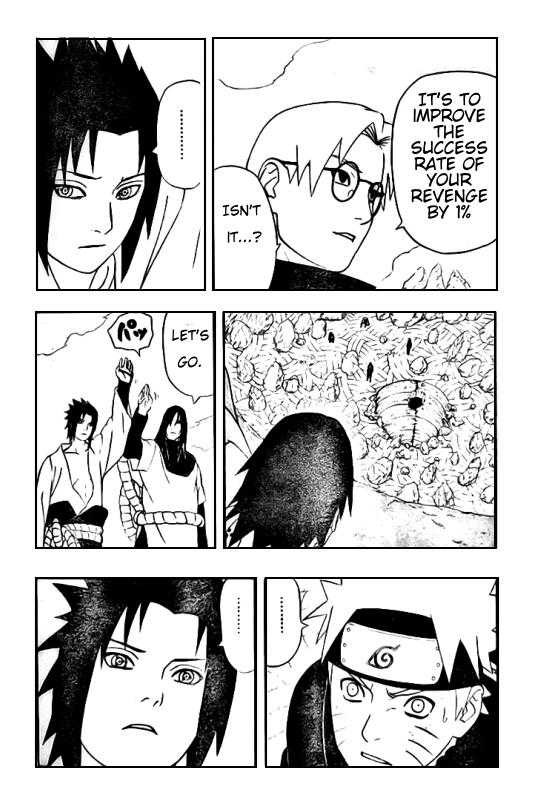 IT'S TO
IMPROVE
THE
SUCCESS
RATE OF
YOUR
REVENGE
BY 1%
ISN'T
IT...?
.........
LET'S
GO.
パッ
.........
.........